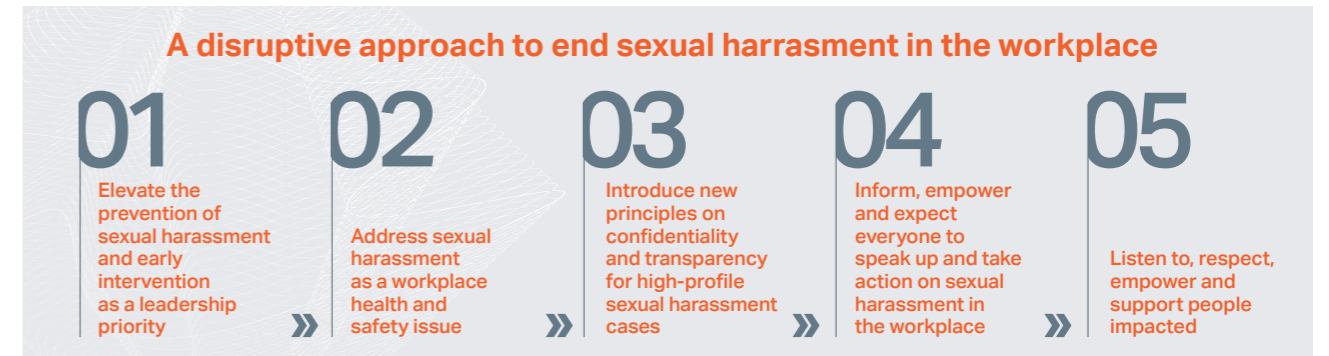 A disruptive approach to end sexual harrasment in the workplace
01
Elevate the
prevention of
sexual harassment
and early
intervention
as a leadership
priority
02
Address sexual
harassment
as a workplace
health and
safety issue
03
Introduce new
principles on
confidentiality
and transparency
for high-profile
sexual harassment
cases
04
Inform, empower
and expect
everyone to
speak up and take
action on sexual
harassment in
the workplace
05
Listen to, respect,
empower and
support people
impacted